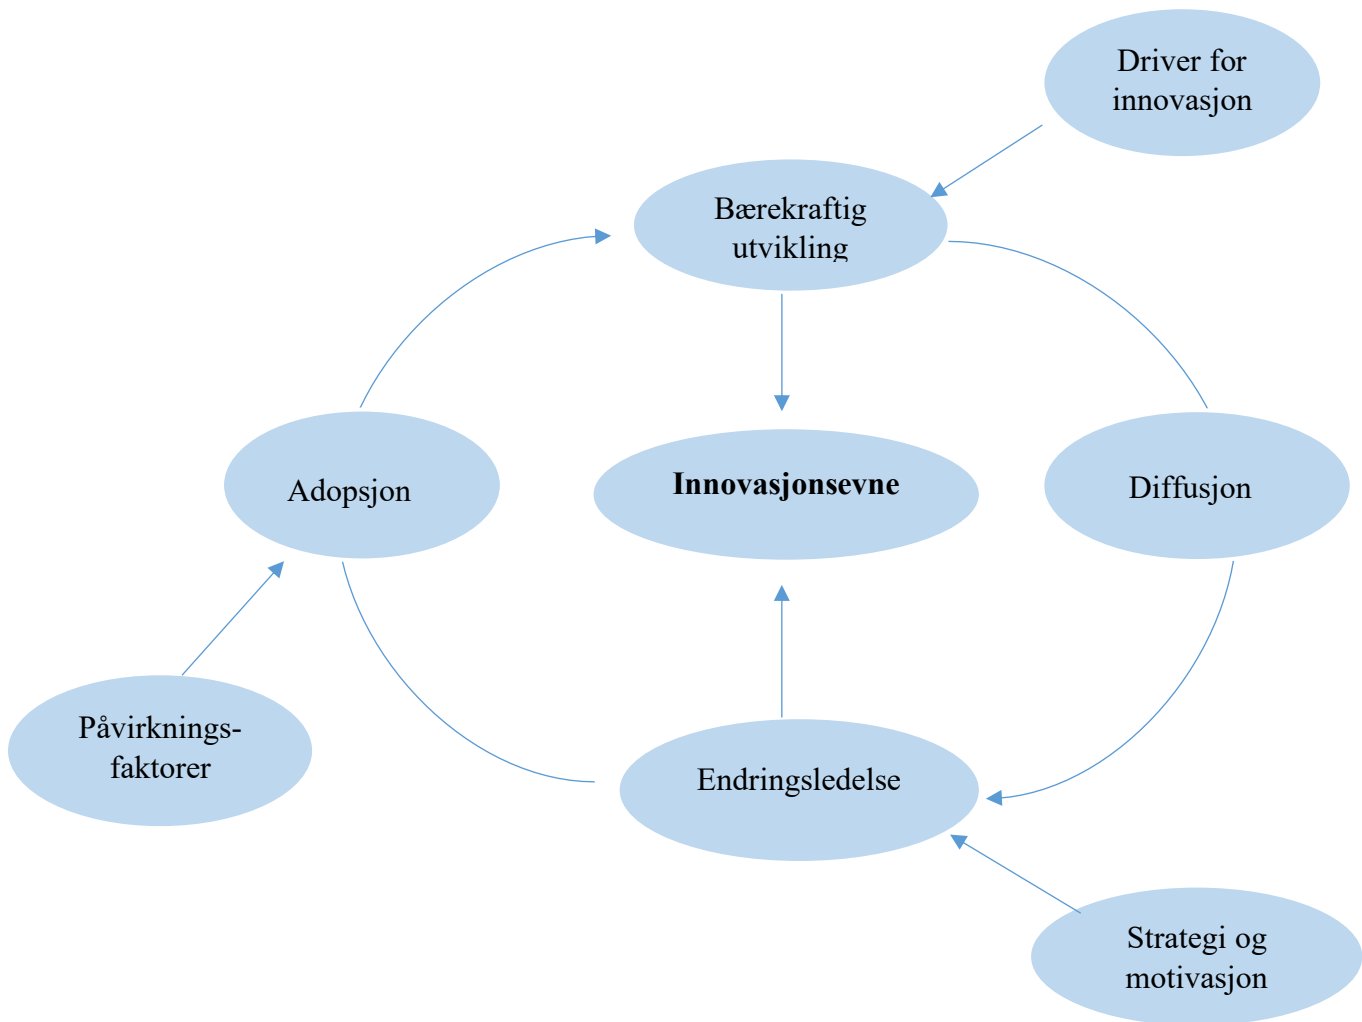 Driver for
innovasjon
Bærekraftig
utvikling
Adopsjon
Innovasjonsevne
Diffusjon
Påvirknings-
faktorer
Endringsledelse
Strategi og
motivasjon